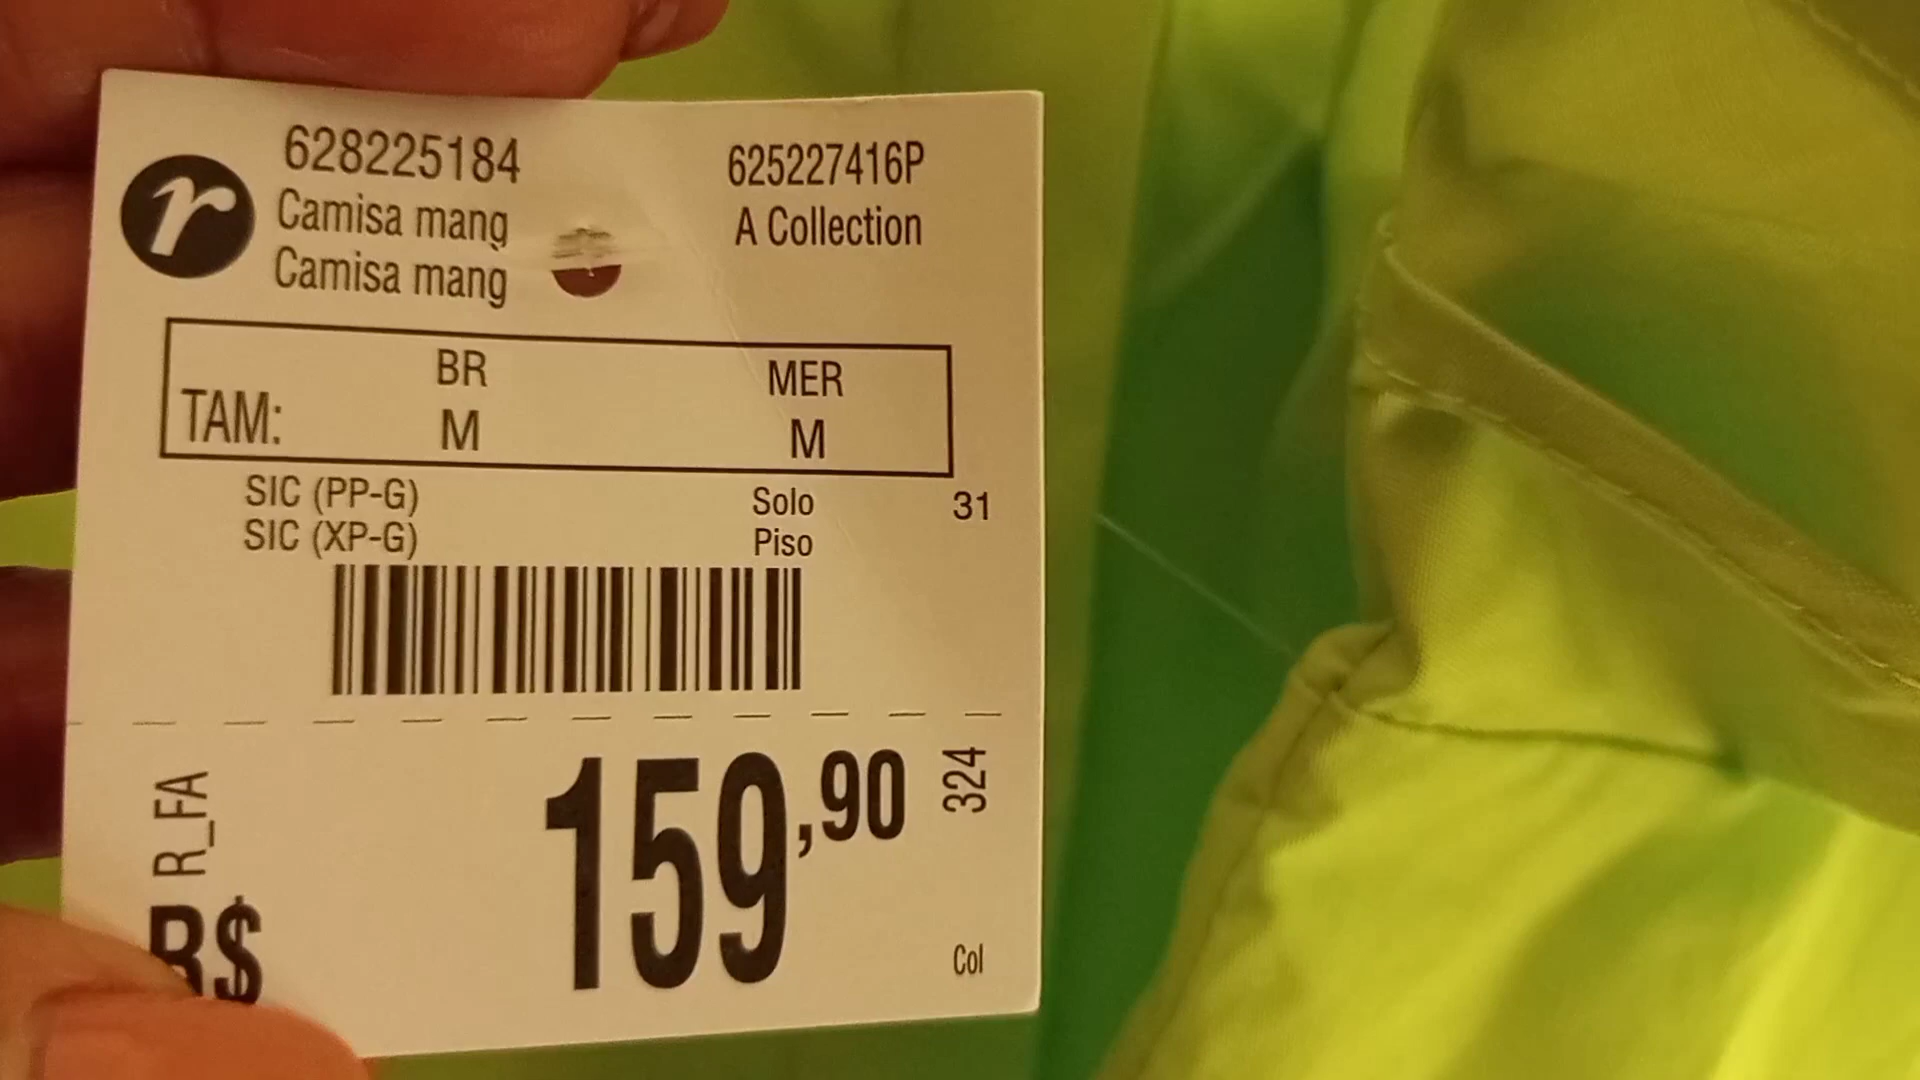 628225184
625227416P
r
Camisa mang
A Collection
Camisa mang
BR MER
TAM: M M
SIC (PP-G) Solo 31
SIC (XP-G) Piso
R_FA
R$ 159,90
324
Col